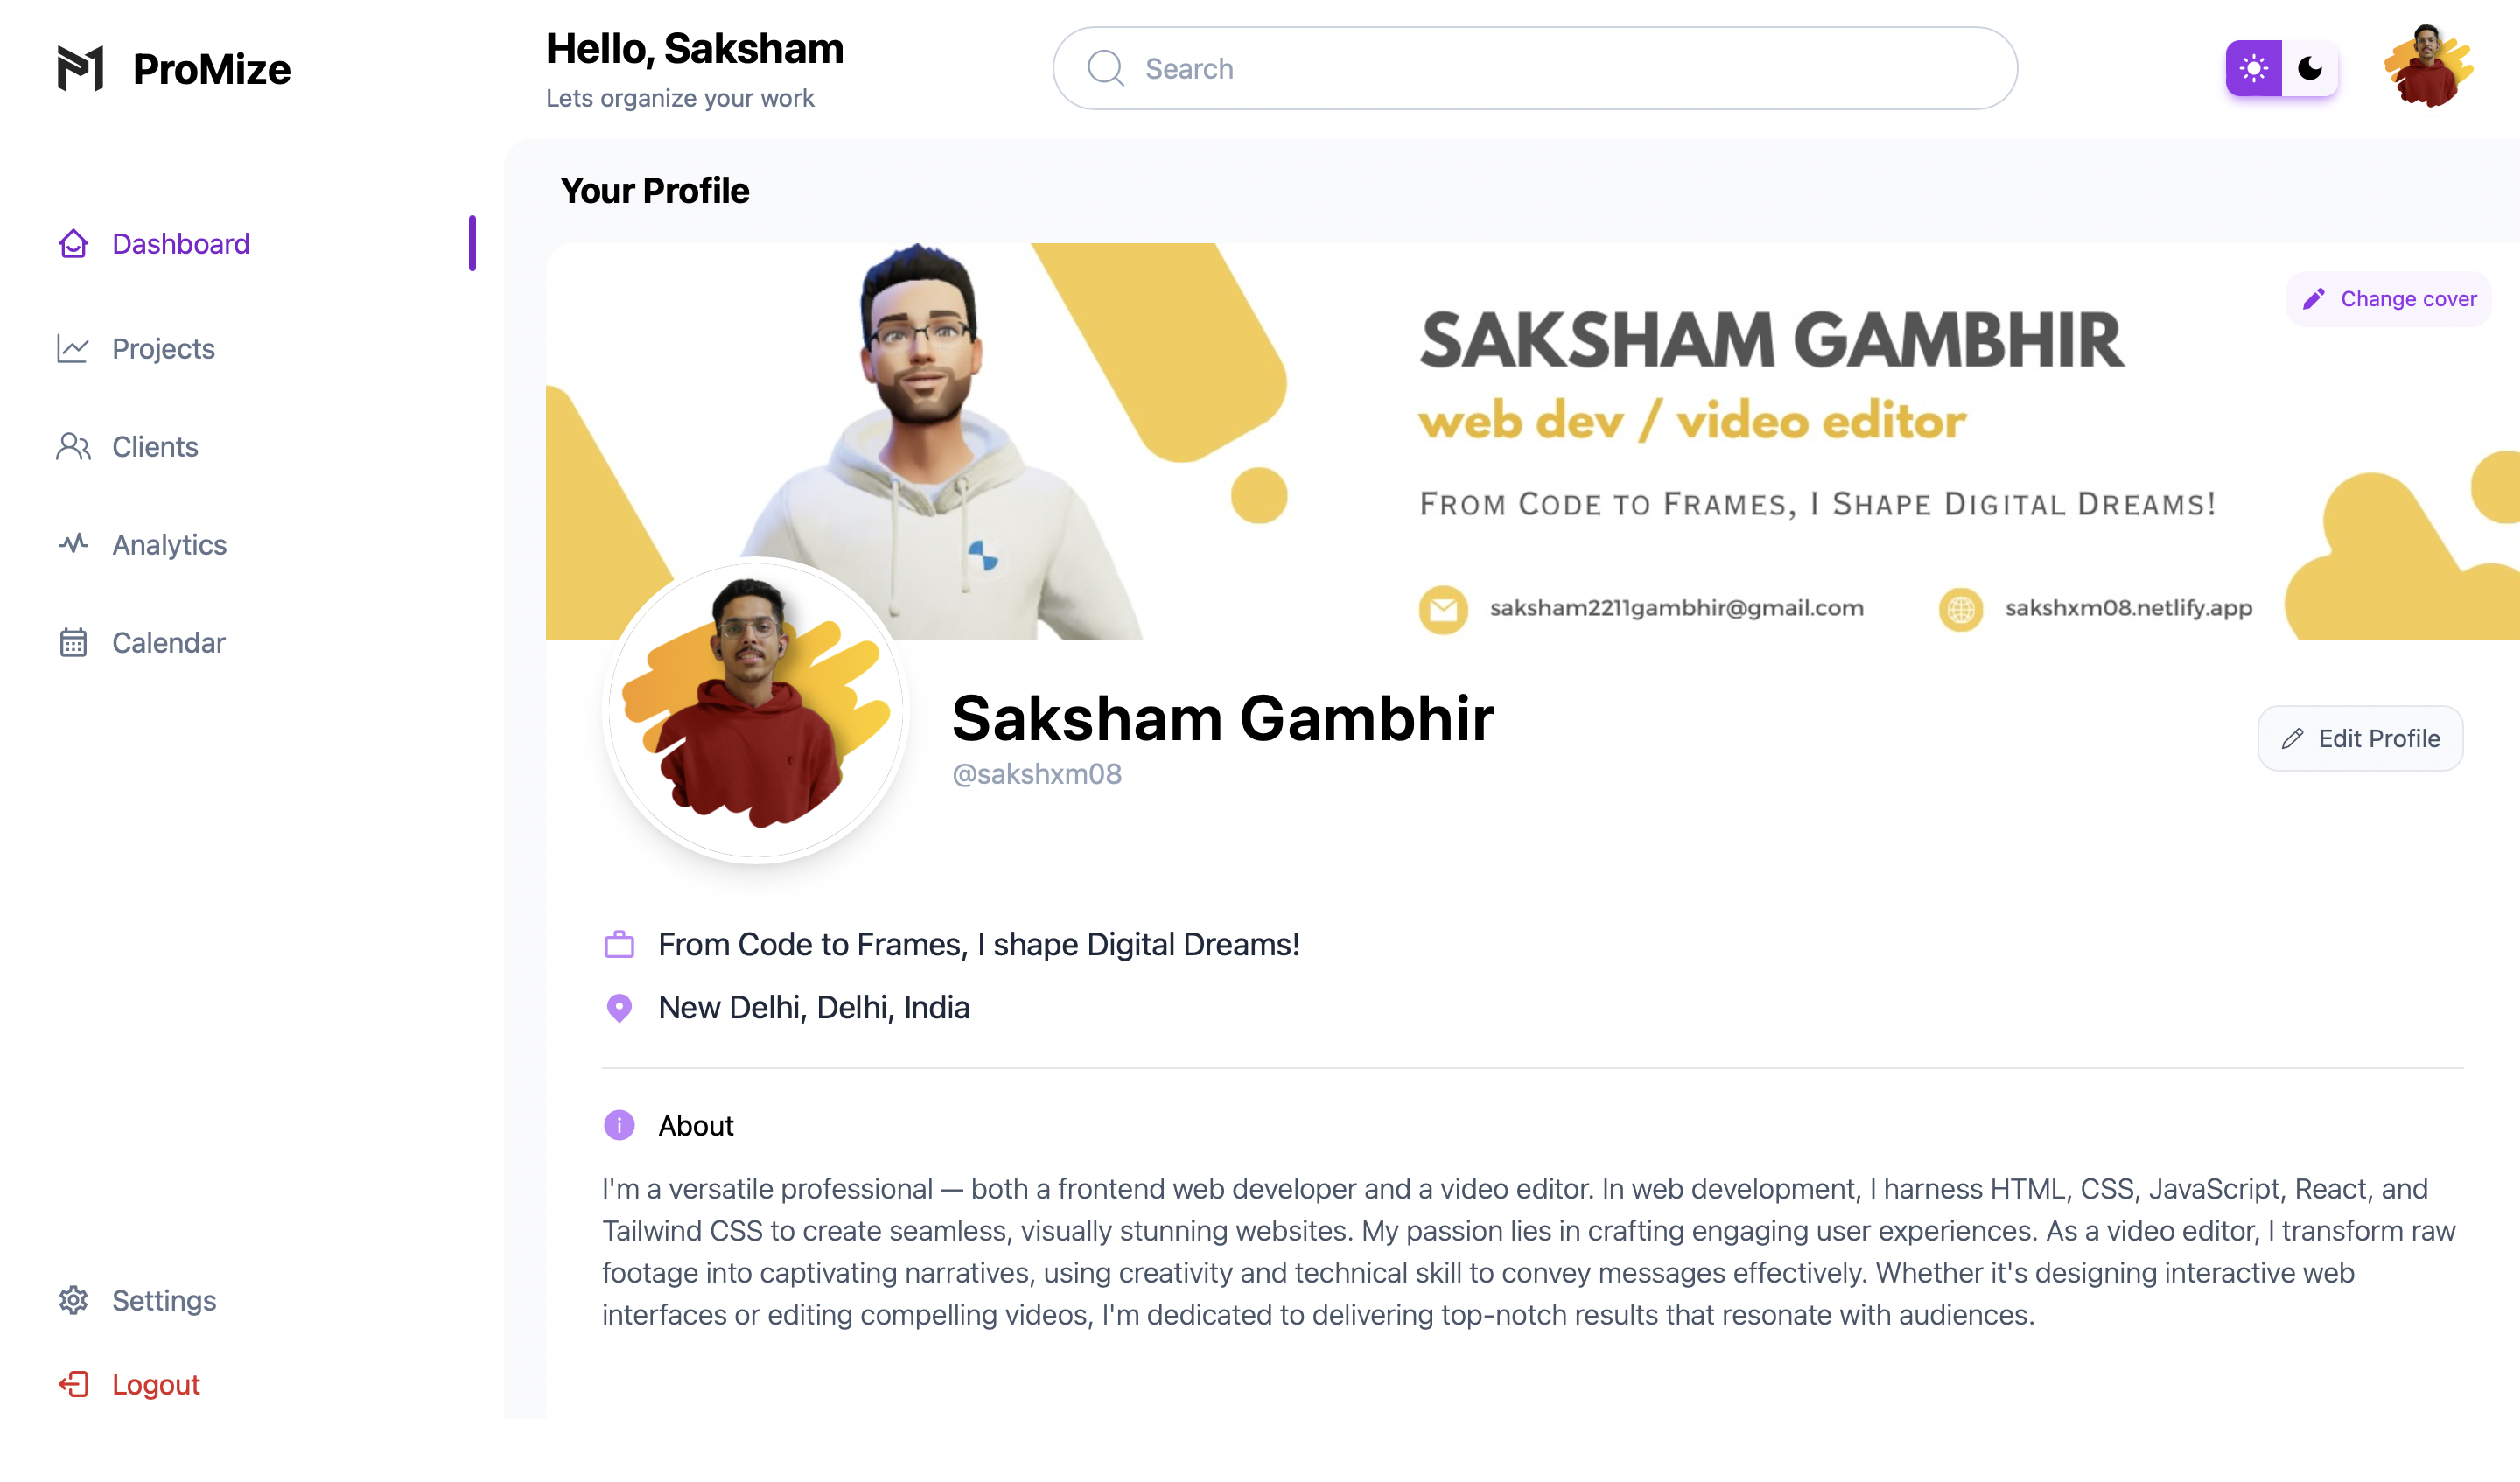 ProMize
Hello, Saksham
Lets organize your work
Search
Dashboard
Projects
Clients
Analytics
Calendar
Settings
Logout
Your Profile
Change cover
SAKSHAM GAMBHIR
web dev / video editor
From Code to Frames, I Shape Digital Dreams!
saksham2211gambhir@gmail.com
sakshxm08.netlify.app
Saksham Gambhir
@sakshxm08
Edit Profile
From Code to Frames, I shape Digital Dreams!
New Delhi, Delhi, India
About
I'm a versatile professional — both a frontend web developer and a video editor. In web development, I harness HTML, CSS, JavaScript, React, and
Tailwind CSS to create seamless, visually stunning websites. My passion lies in crafting engaging user experiences. As a video editor, I transform raw
footage into captivating narratives, using creativity and technical skill to convey messages effectively. Whether it's designing interactive web
interfaces or editing compelling videos, I'm dedicated to delivering top-notch results that resonate with audiences.